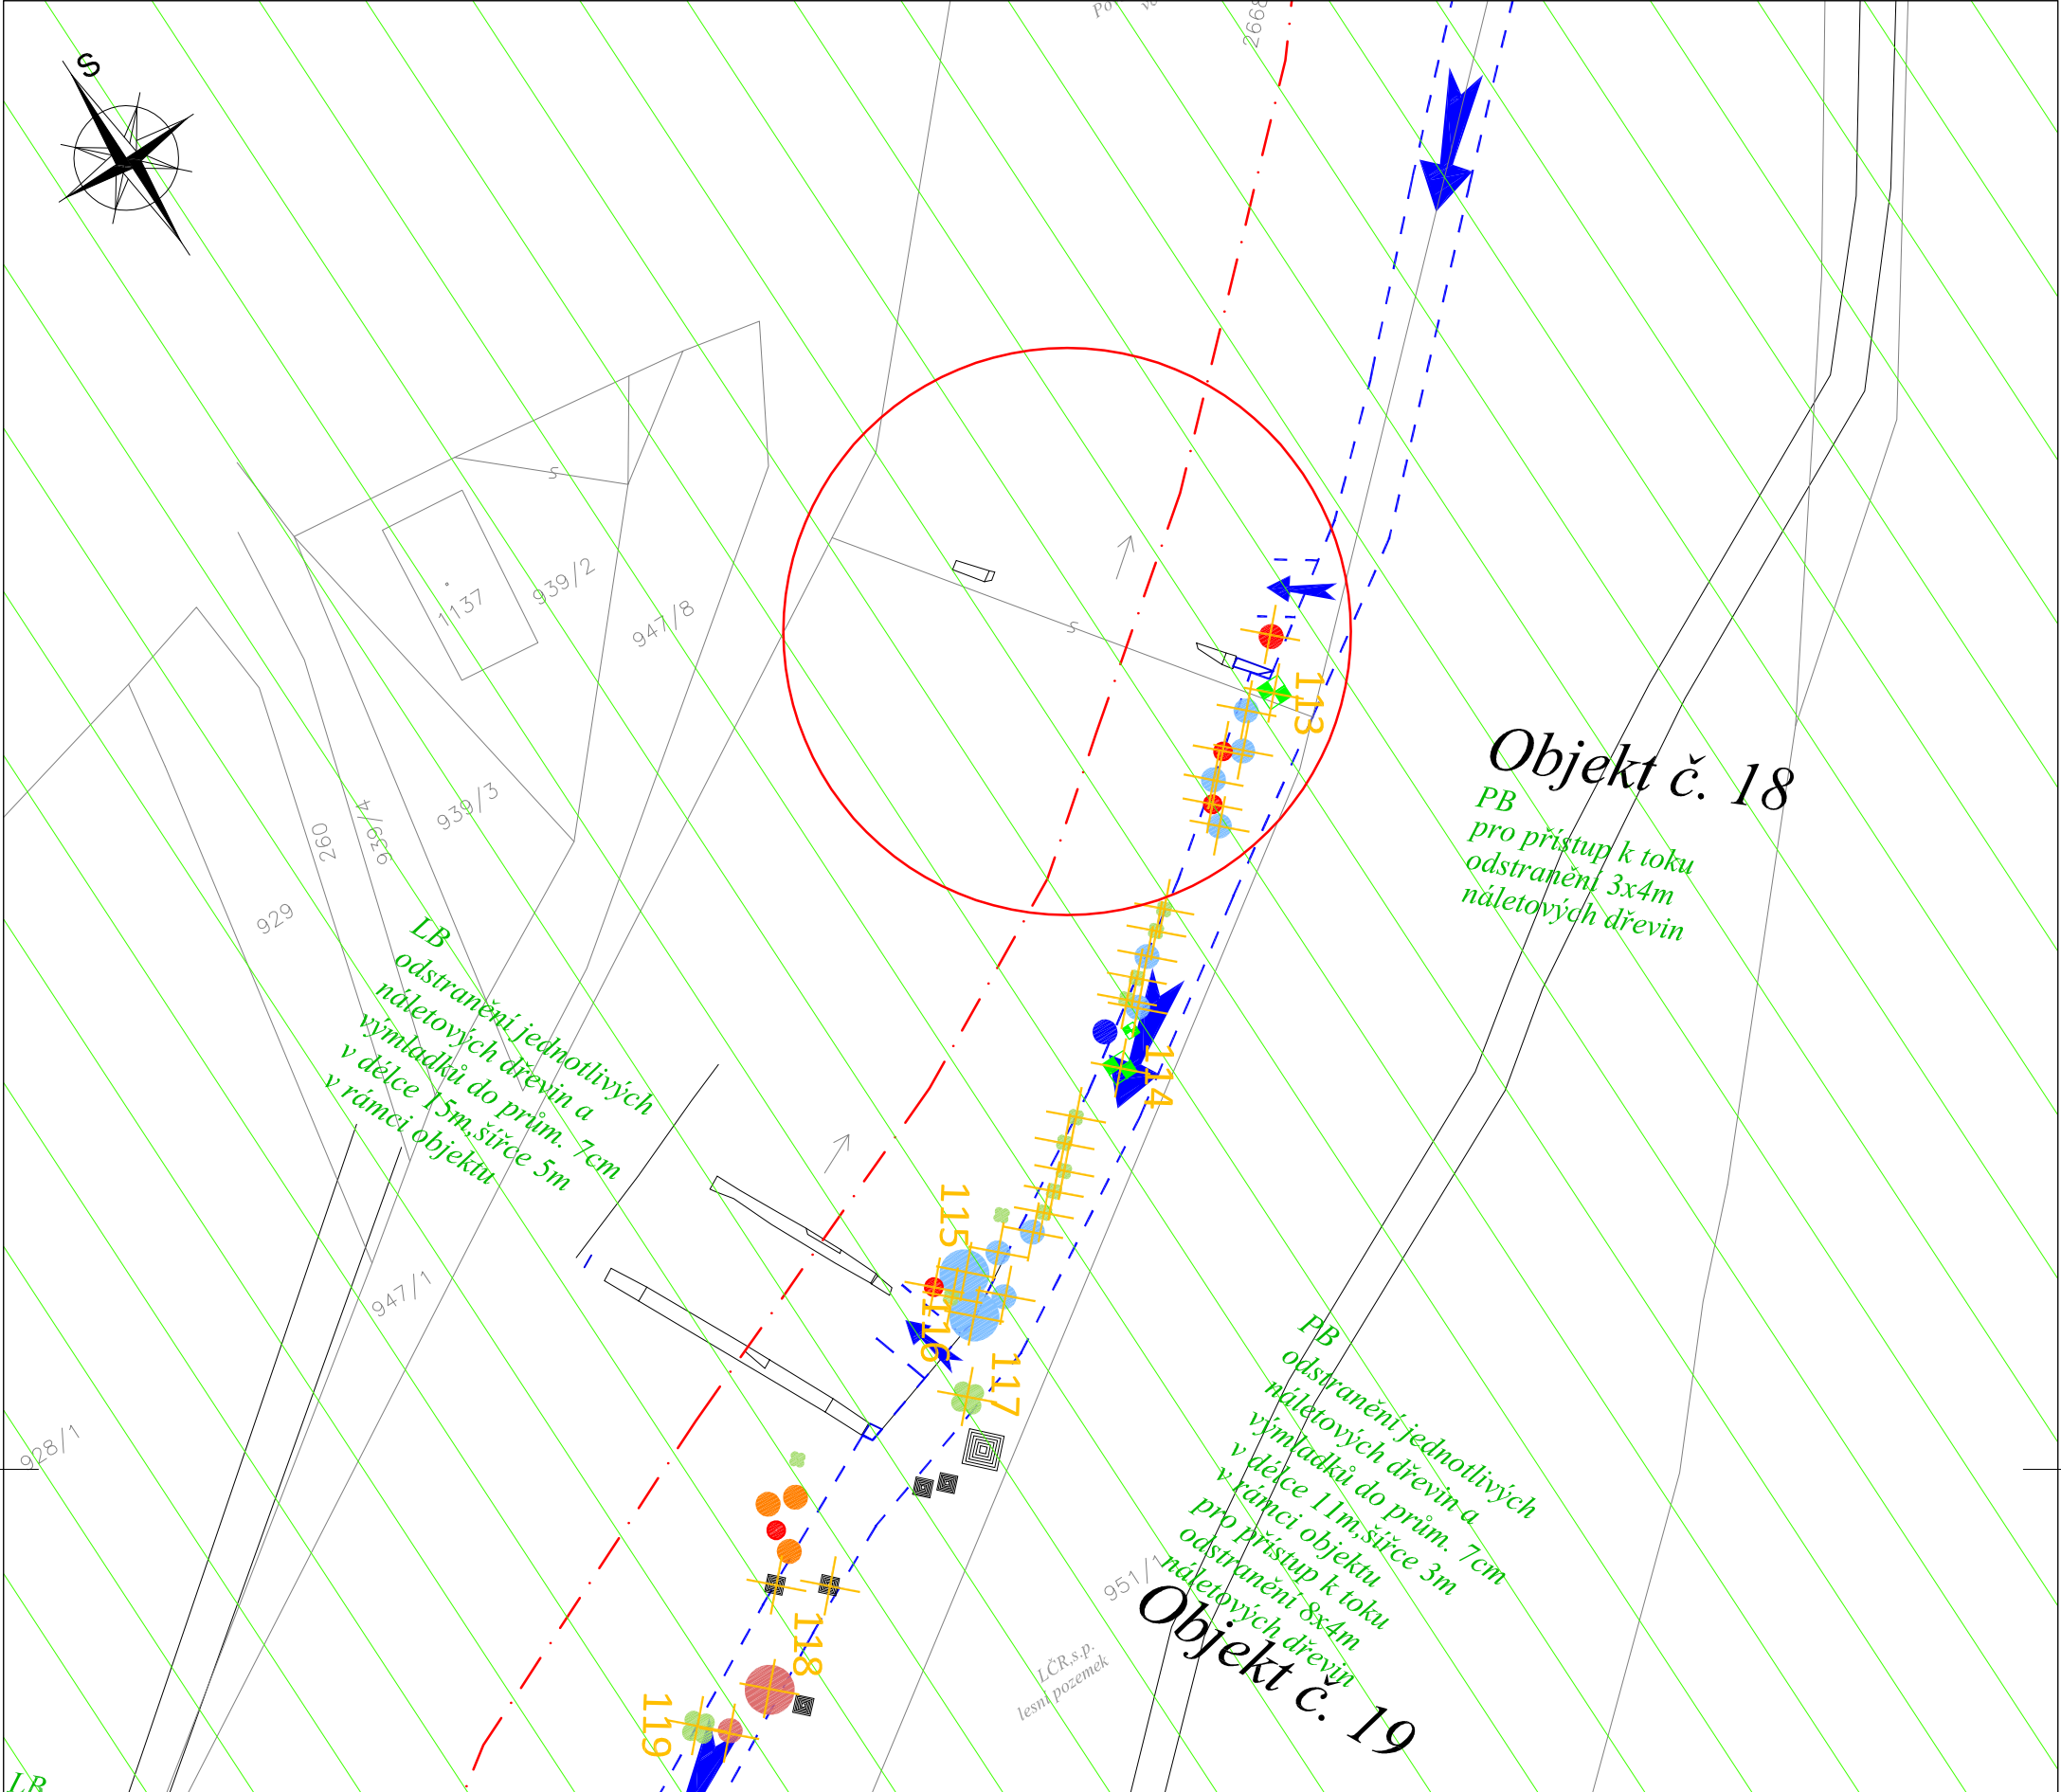 S
2668
S
1137
939/2
947/8
S
113
939/3
939/4
260
929
Objekt č. 18
PB
pro přístup k toku
odstranění 3x4m
náletových dřevin
LB
odstranění jednotlivých
náletových dřevin a
výmladků do prům. 7cm
v délce 15m,šířce 5m
v rámci objektu
114
115
116
117
947/1
928/1
PB
odstranění jednotlivých
náletových dřevin a
výmladků do prům. 7cm
v délce 11m,šířce 3m
v rámci objektu
pro přístup k toku
odstranění 8x4m
náletových dřevin
951/1
Objekt č. 19
LČR,s.p.
lesní pozemek
118
119
LB